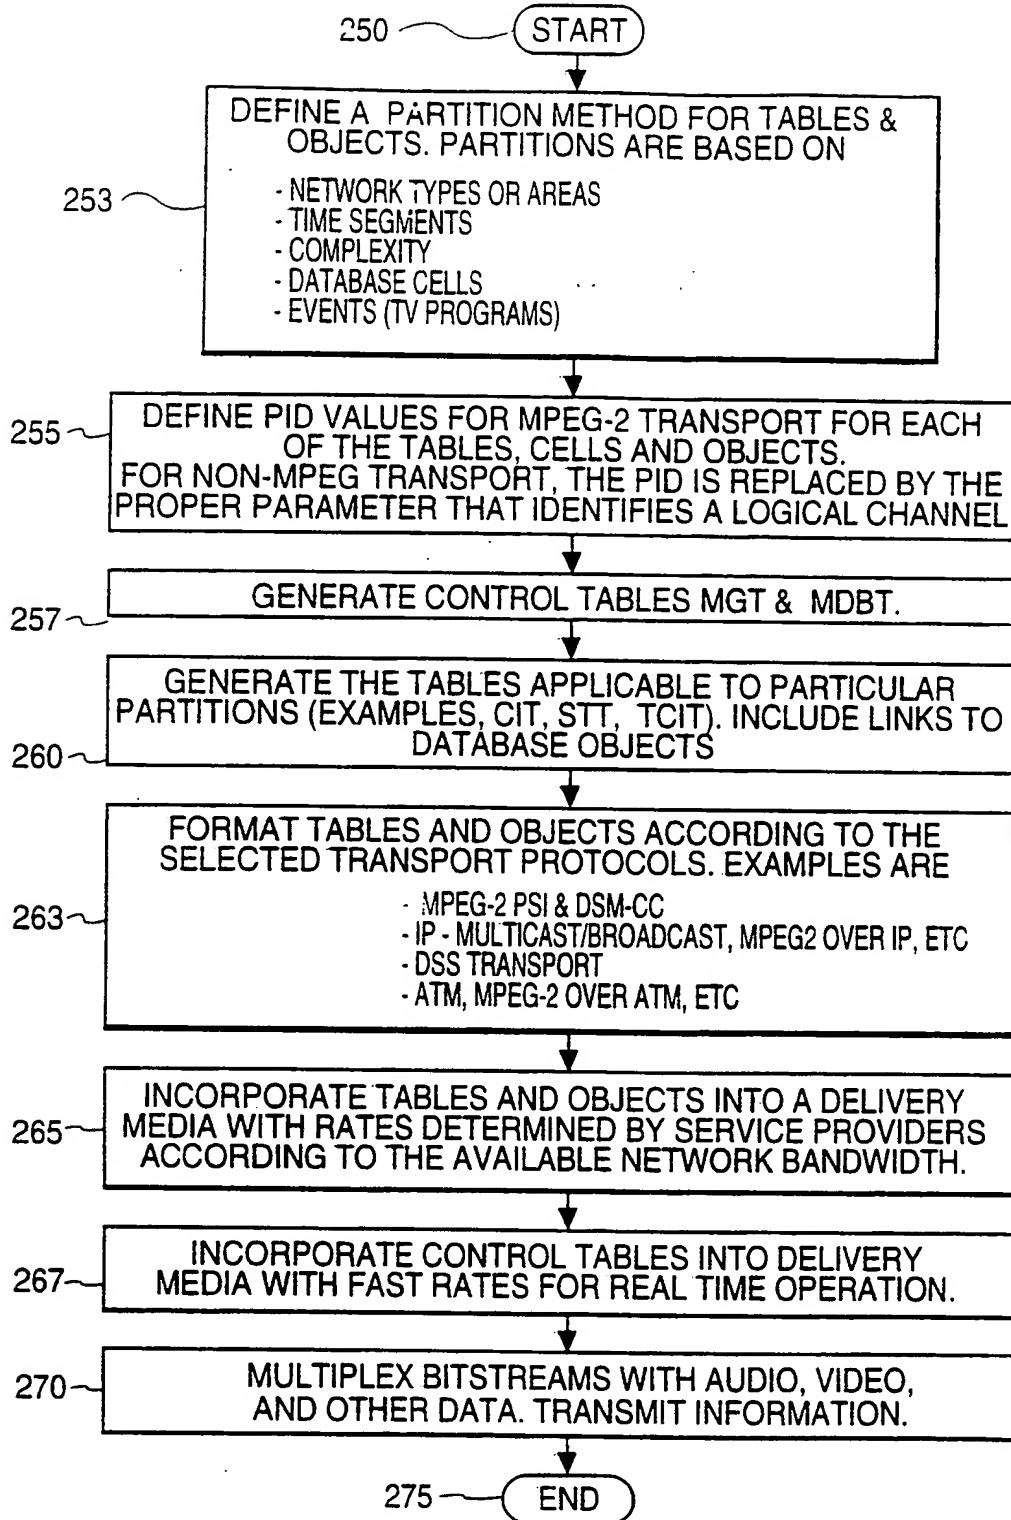 250
START
DEFINE A PARTITION METHOD FOR TABLES &
OBJECTS. PARTITIONS ARE BASED ON
253
- NETWORK TYPES OR AREAS
- TIME SEGMENTS
- COMPLEXITY
- DATABASE CELLS
- EVENTS (TV PROGRAMS)
255
DEFINE PID VALUES FOR MPEG-2 TRANSPORT FOR EACH
OF THE TABLES, CELLS AND OBJECTS.
FOR NON-MPEG TRANSPORT, THE PID IS REPLACED BY THE
PROPER PARAMETER THAT IDENTIFIES A LOGICAL CHANNEL
257
GENERATE CONTROL TABLES MGT & MDBT.
GENERATE THE TABLES APPLICABLE TO PARTICULAR
PARTITIONS (EXAMPLES, CIT, STT, TCIT). INCLUDE LINKS TO
DATABASE OBJECTS
260
FORMAT TABLES AND OBJECTS ACCORDING TO THE
SELECTED TRANSPORT PROTOCOLS. EXAMPLES ARE
263
- MPEG-2 PSI & DSM-CC
- IP - MULTICAST/BROADCAST, MPEG2 OVER IP, ETC
- DSS TRANSPORT
- ATM, MPEG-2 OVER ATM, ETC
265
INCORPORATE TABLES AND OBJECTS INTO A DELIVERY
MEDIA WITH RATES DETERMINED BY SERVICE PROVIDERS
ACCORDING TO THE AVAILABLE NETWORK BANDWIDTH.
267
INCORPORATE CONTROL TABLES INTO DELIVERY
MEDIA WITH FAST RATES FOR REAL TIME OPERATION.
270
MULTIPLEX BITSTREAMS WITH AUDIO, VIDEO,
AND OTHER DATA. TRANSMIT INFORMATION.
275
END